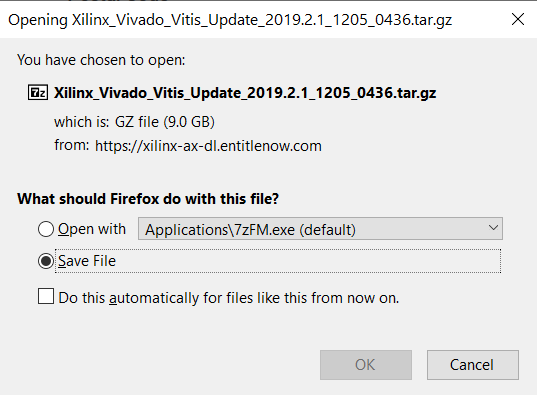 Opening Xilinx_Vivado_Vitis_Update_2019.2.1_1205_0436.tar.gz
You have chosen to open:
7z Xilinx_Vivado_Vitis_Update_2019.2.1_1205_0436.tar.gz
which is: GZ file (9.0 GB)
from: https://xilinx-ax-dl.entitlenow.com
What should Firefox do with this file?
Open with Applications\7zFM.exe (default)
Save File
Do this automatically for files like this from now on.
OK Cancel